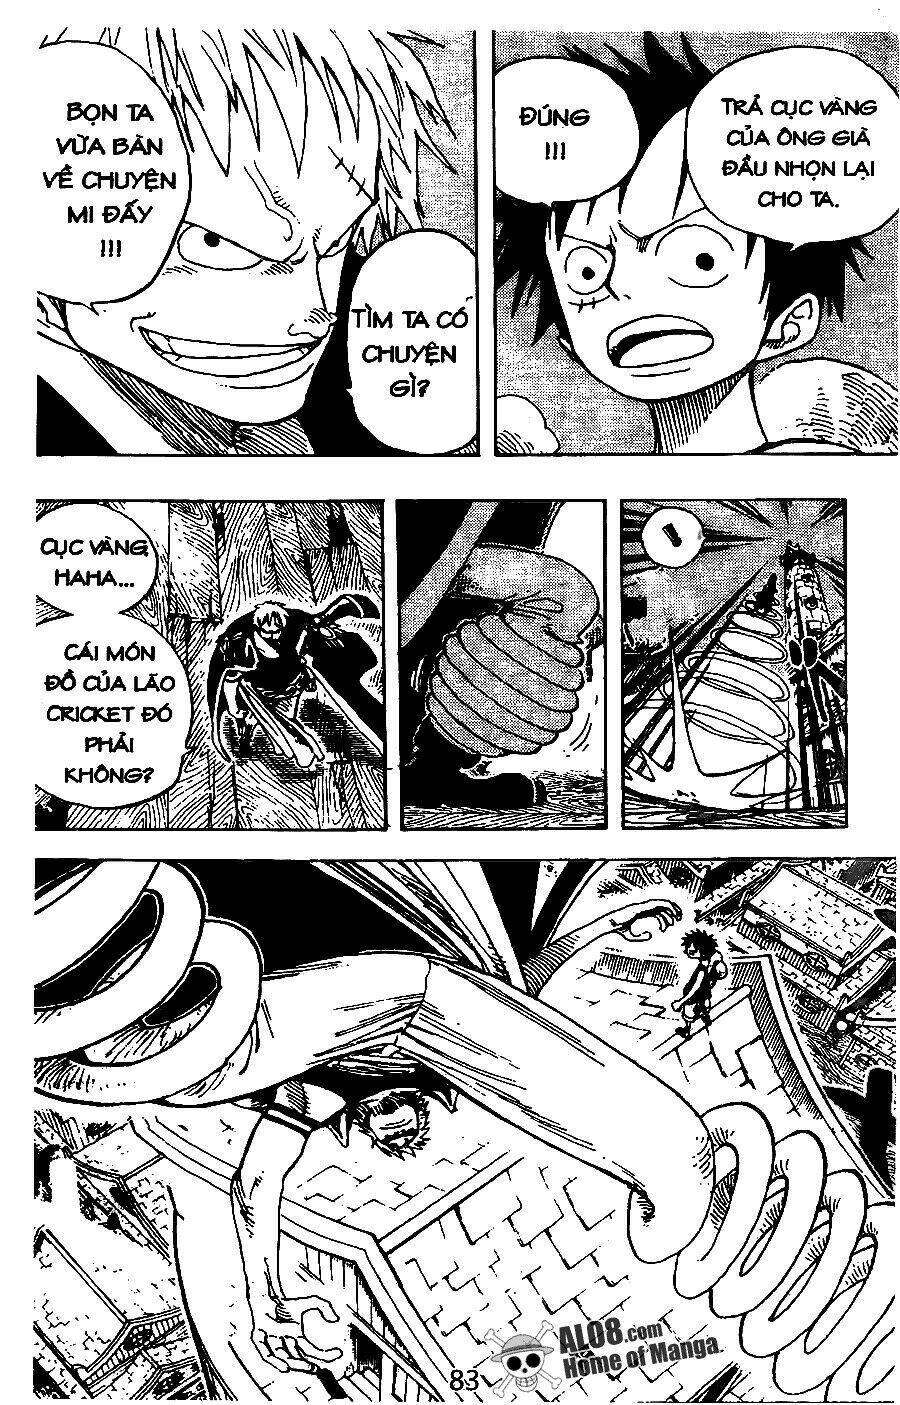 BỌN TA
VỪA BÀN
VỀ CHUYỆN
MI ĐẤY
!!!
TÌM TA CÓ
CHUYỆN
GÌ?
ĐÚNG
!!!
TRẢ CỤC VÀNG
CỦA ÔNG GIÀ
ĐẦU NHỌN LẠI
CHO TA.
CỤC VÀNG,
HAHA...
CÁI MÓN
ĐỒ CỦA LÃO
CRICKET ĐÓ
PHẢI
KHÔNG?
ALO8.com
Home of Manga.
83